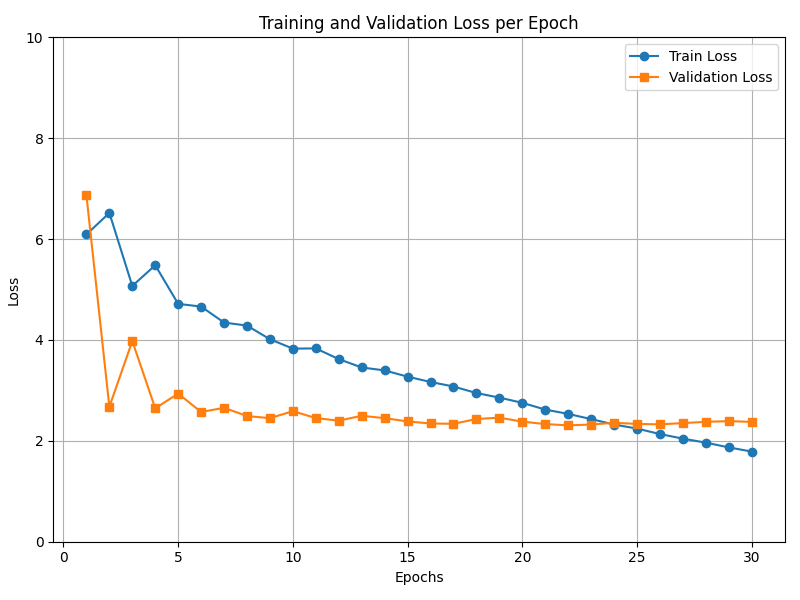 Training and Validation Loss per Epoch
Train Loss
Validation Loss
10
8
6
4
2
0
Loss
0 5 10 15 20 25 30
Epochs